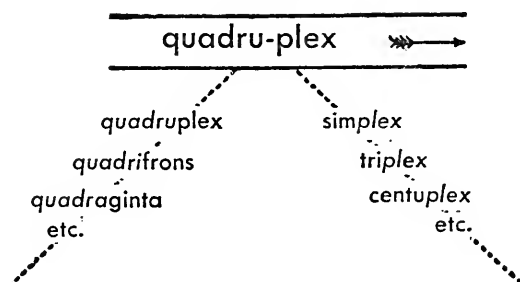 quadru-plex
quadruplex simplex
quadrifrons triplex
quadraginta centuplex
etc. etc.